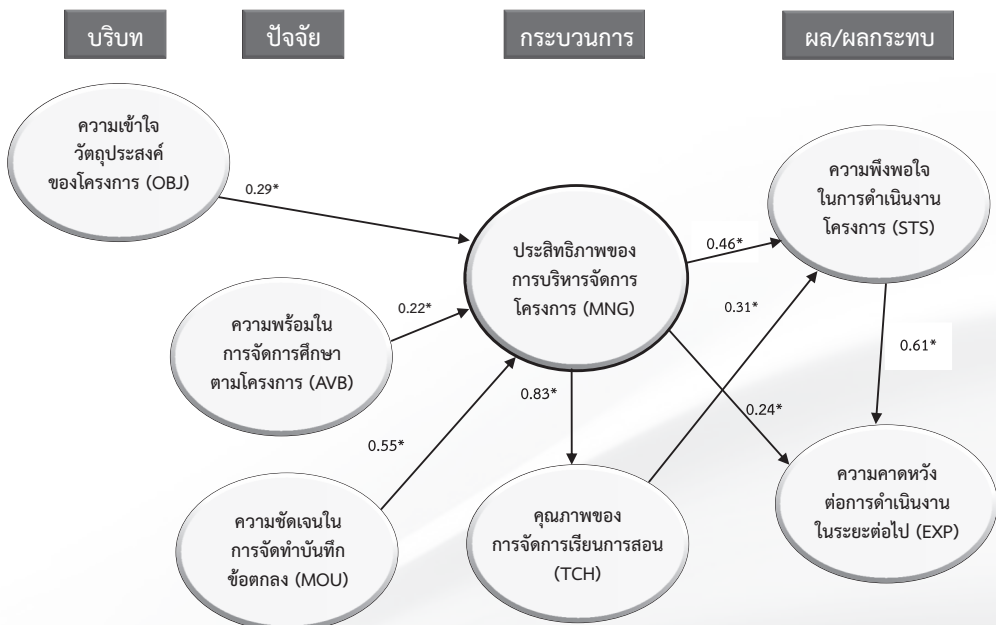 บริบท
ปัจจัย
กระบวนการ
ผล/ผลกระทบ
ความเข้าใจ
วัตถุประสงค์
ของโครงการ (OBJ)
0.29*
ความพร้อมใน
การจัดการศึกษา
ตามโครงการ (AVB)
0.22*
ความชัดเจนใน
การจัดทำบันทึก
ข้อตกลง (MOU)
0.55*
ประสิทธิภาพของ
การบริหารจัดการ
โครงการ (MNG)
0.83*
คุณภาพของ
การจัดการเรียนการสอน
(TCH)
0.46*
0.31*
0.24*
ความพึงพอใจ
ในการดำเนินงาน
โครงการ (STS)
0.61*
ความคาดหวัง
ต่อการดำเนินงาน
ในระยะต่อไป (EXP)